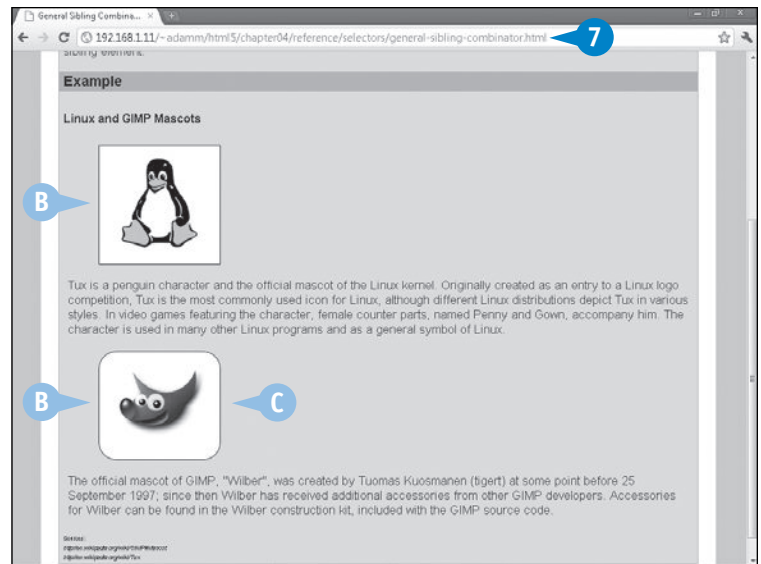 General Sibling Combina...
192.168.1.11/~adamm/html5/chapter04/reference/selectors/general-sibling-combinator.html
7
sibling element.
Example
Linux and GIMP Mascots
B
Tux is a penguin character and the official mascot of the Linux kernel. Originally created as an entry to a Linux logo
competition, Tux is the most commonly used icon for Linux, although different Linux distributions depict Tux in various
styles. In video games featuring the character, female counter parts, named Penny and Gown, accompany him. The
character is used in many other Linux programs and as a general symbol of Linux.
B
C
The official mascot of GIMP, "Wilber", was created by Tuomas Kuosmanen (tigert) at some point before 25
September 1997; since then Wilber has received additional accessories from other GIMP developers. Accessories
for Wilber can be found in the Wilber construction kit, included with the GIMP source code.